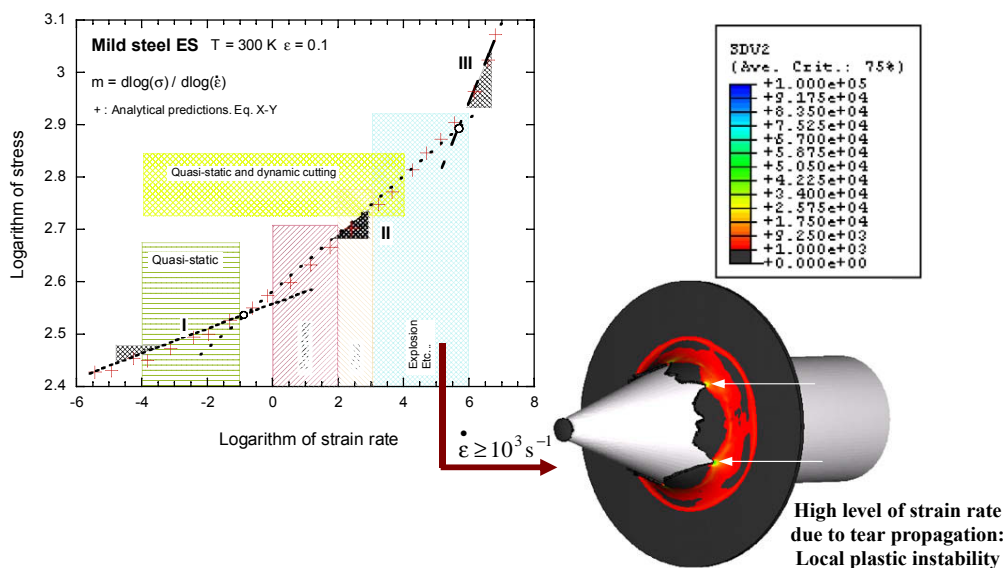 Mild steel ES T = 300 K ε = 0.1
m = dlog(σ) / dlog(ε̇)
+ : Analytical predictions. Eq. X-Y
III
Quasi-static and dynamic cutting
II
Quasi-static
I
Explosion
Etc...
3.1
3
2.9
2.8
2.7
2.6
2.5
2.4
Logarithm of stress
-6 -4 -2 0 2 4 6 8
Logarithm of strain rate
ε̇ ≥ 10³ s⁻¹
SDV2
(Ave. Crit.: 75%)
+1.000e+05
+9.175e+04
+8.350e+04
+7.525e+04
+6.700e+04
+5.875e+04
+5.050e+04
+4.225e+04
+3.400e+04
+2.575e+04
+1.750e+04
+9.250e+03
+1.000e+03
+0.000e+00
High level of strain rate
due to tear propagation:
Local plastic instability